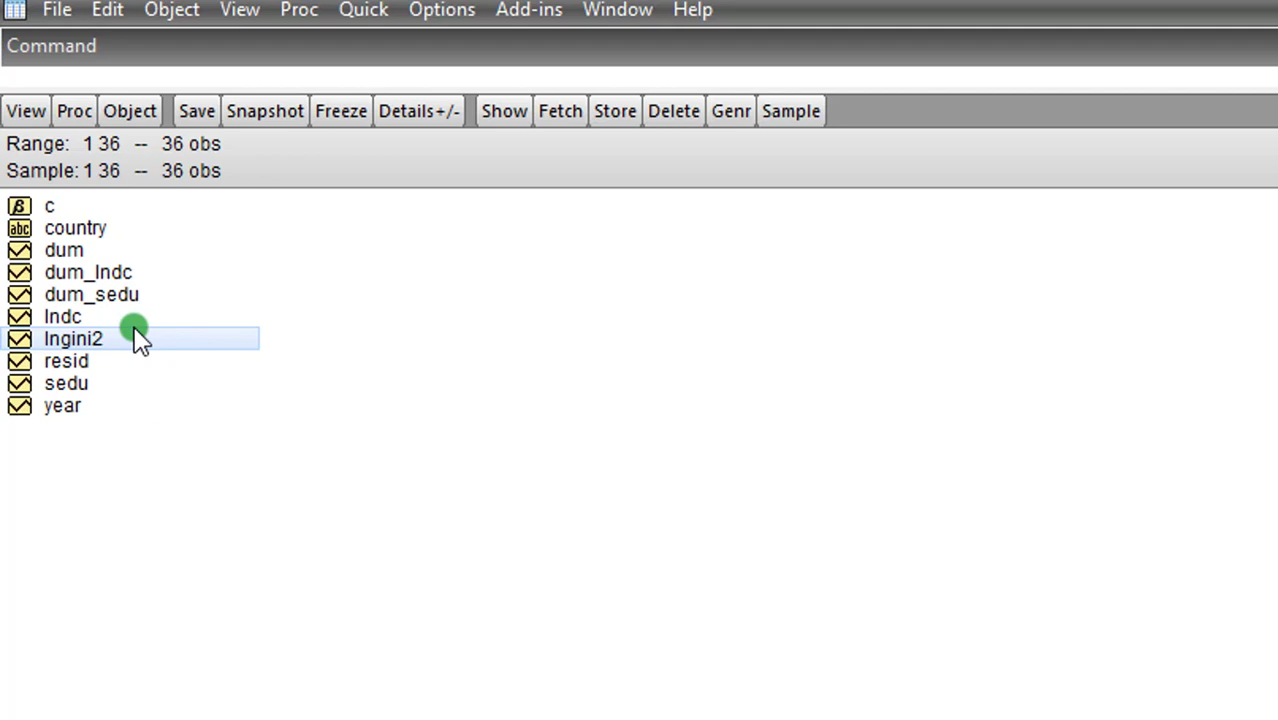 File Edit Object View Proc Quick Options Add-ins Window Help
Command
View Proc Object Save Snapshot Freeze Details+/- Show Fetch Store Delete Genr Sample
Range: 1 36 -- 36 obs
Sample: 1 36 -- 36 obs
β c
abc country
dum
dum_lndc
dum_sedu
lndc
lngini2
resid
sedu
year